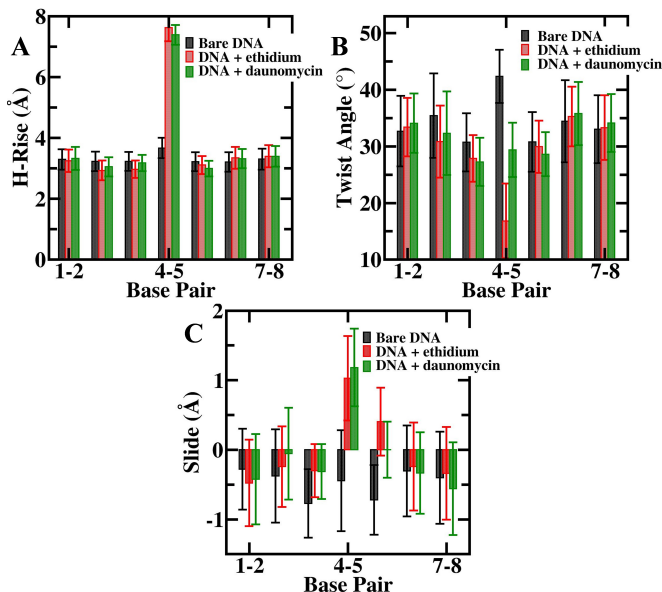 A
Bare DNA
DNA + ethidium
DNA + daunomycin
H-Rise (Å)
8
6
4
2
0
1-2
4-5
7-8
Base Pair
B
Bare DNA
DNA + ethidium
DNA + daunomycin
Twist Angle (°)
50
40
30
20
10
1-2
4-5
7-8
Base Pair
C
Bare DNA
DNA + ethidium
DNA + daunomycin
Slide (Å)
2
1
0
-1
1-2
4-5
7-8
Base Pair